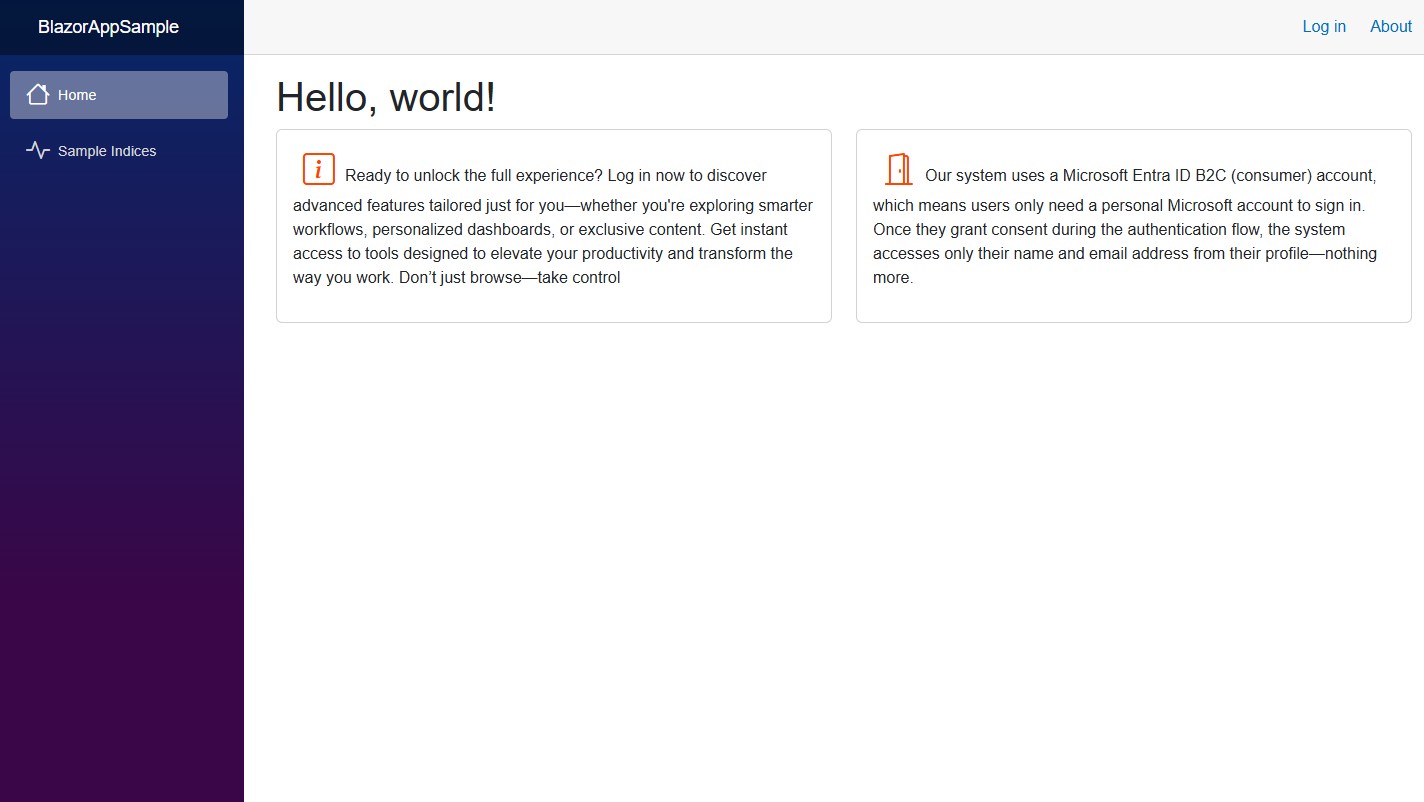 BlazorAppSample
Log in About
Home
Sample Indices
Hello, world!
i Ready to unlock the full experience? Log in now to discover
advanced features tailored just for you—whether you're exploring smarter
workflows, personalized dashboards, or exclusive content. Get instant
access to tools designed to elevate your productivity and transform the
way you work. Don’t just browse—take control
Our system uses a Microsoft Entra ID B2C (consumer) account,
which means users only need a personal Microsoft account to sign in.
Once they grant consent during the authentication flow, the system
accesses only their name and email address from their profile—nothing
more.